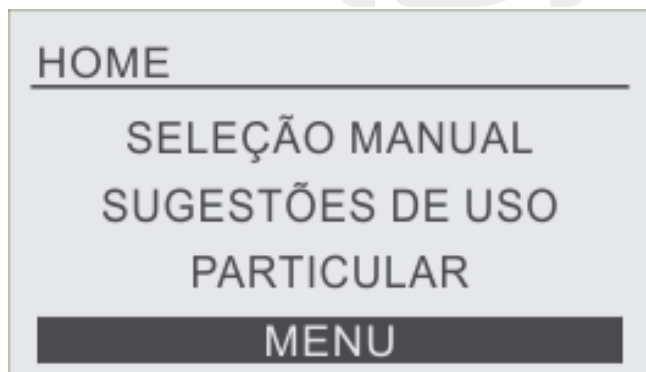 HOME
SELEÇÃO MANUAL
SUGESTÕES DE USO
PARTICULAR
MENU